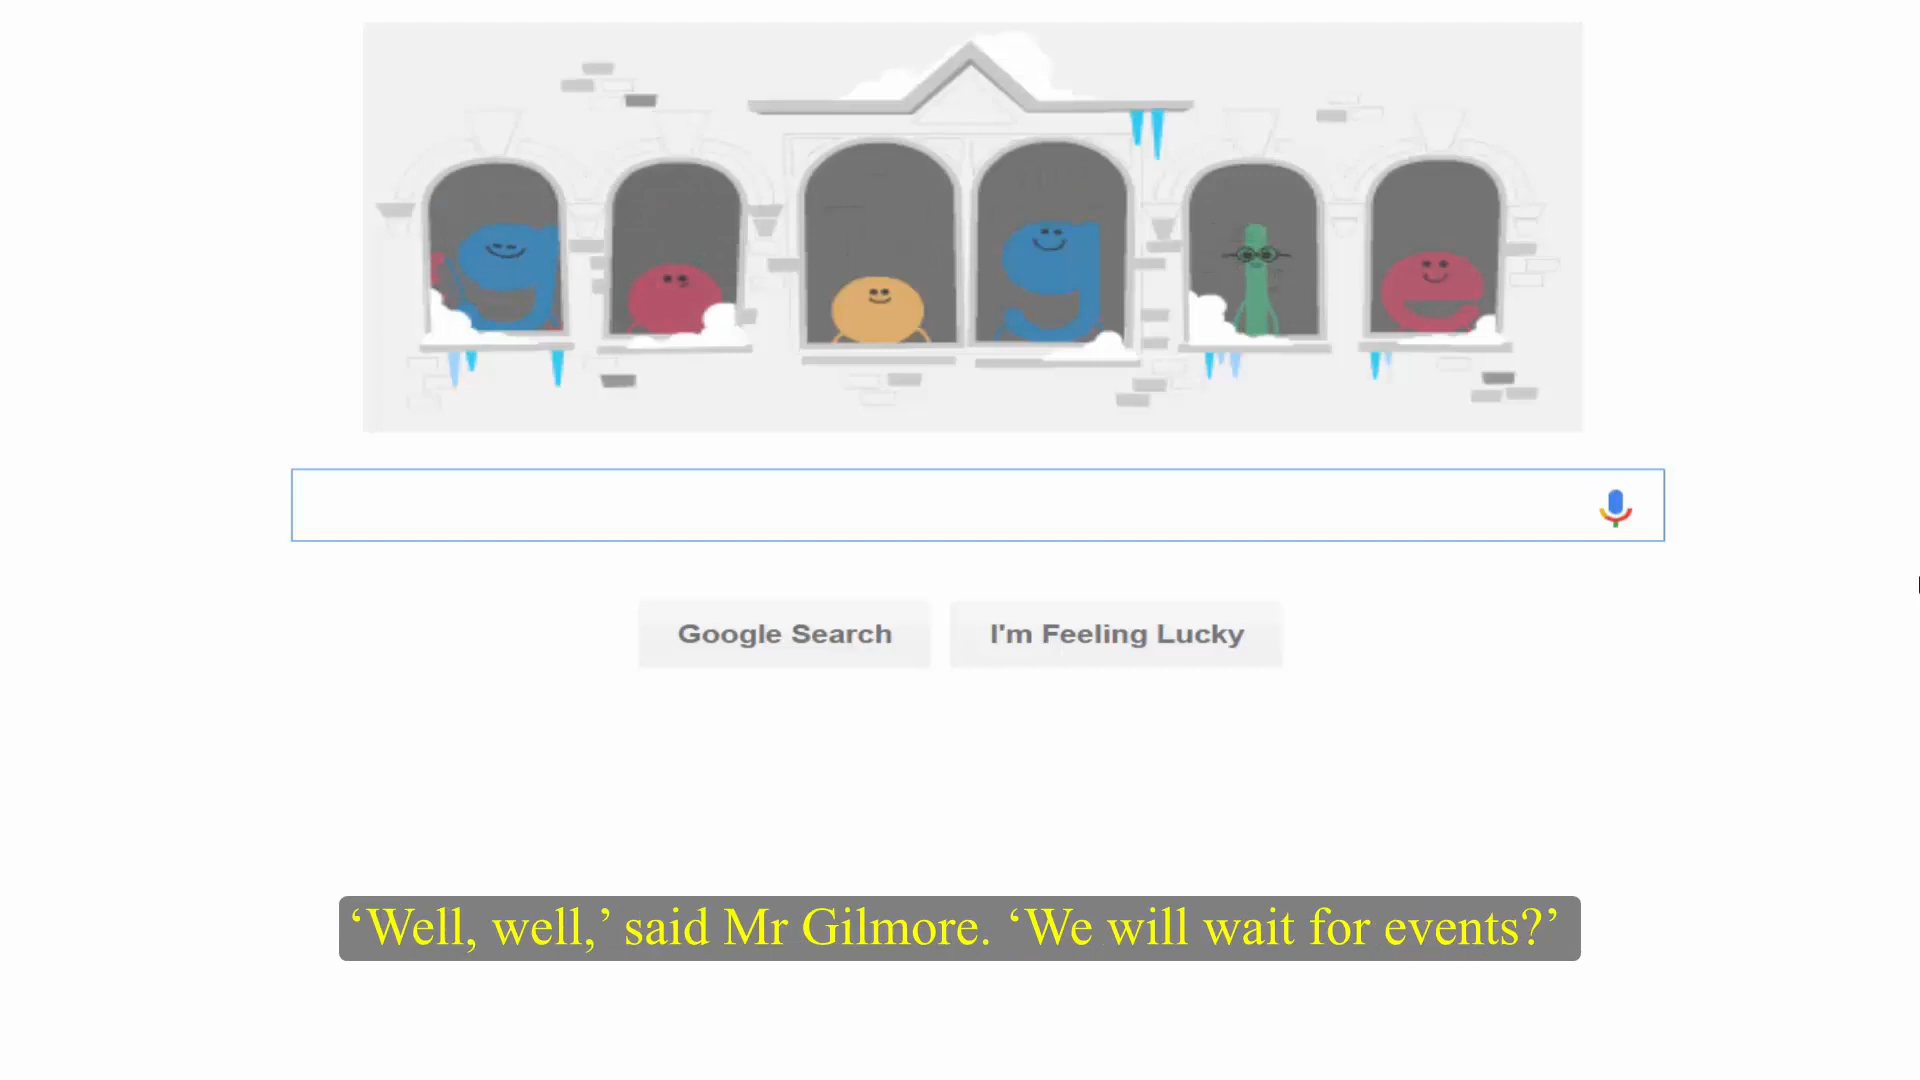 Google Search
I'm Feeling Lucky
‘Well, well,’ said Mr Gilmore. ‘We will wait for events?’